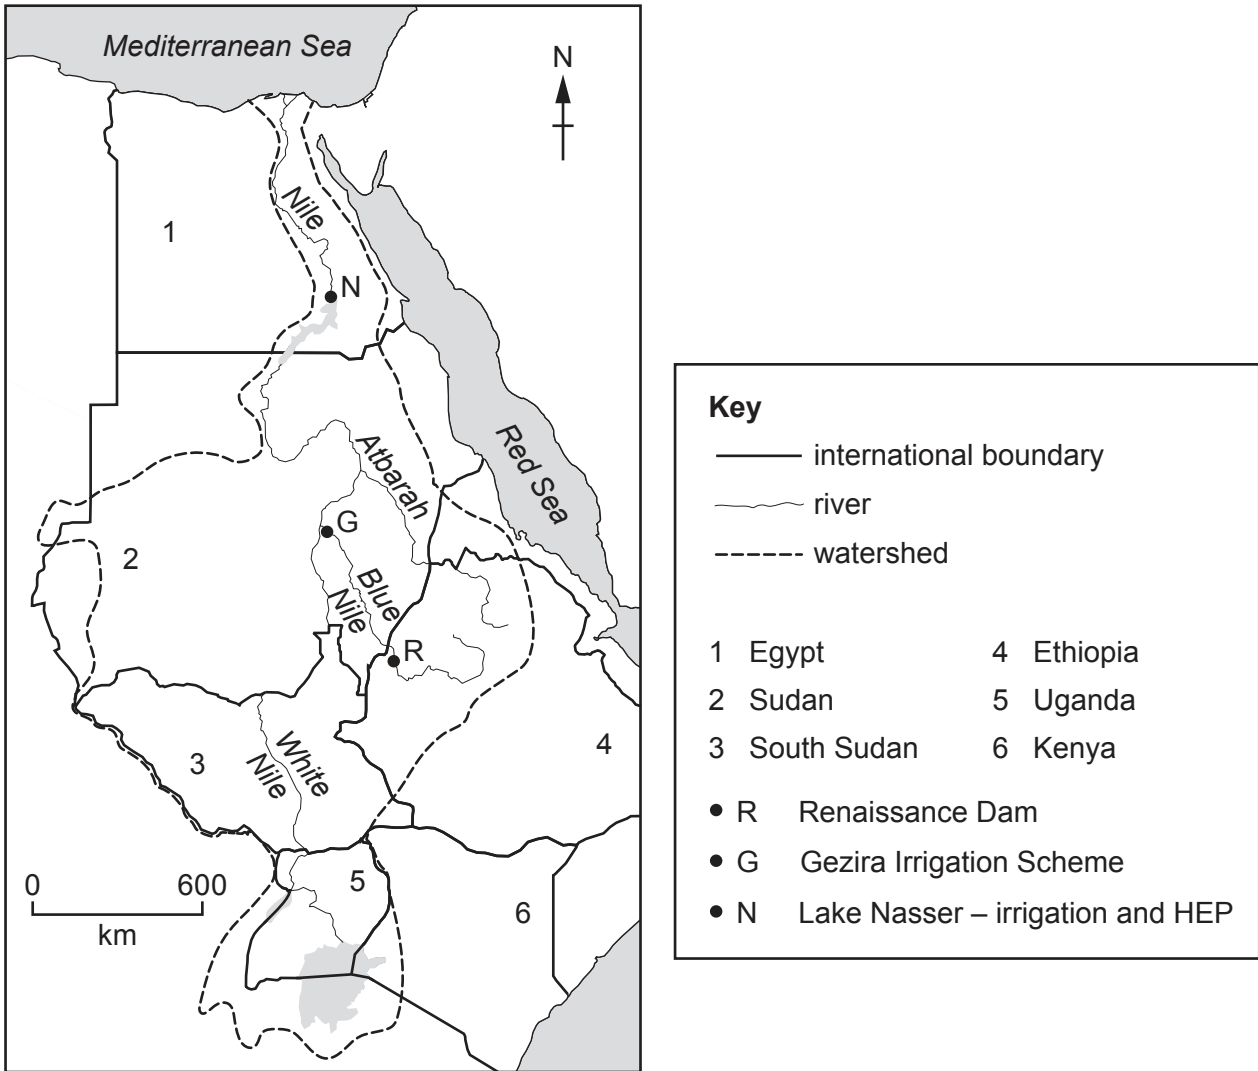 Mediterranean Sea
N
Nile
1
N
Atbarah
Red Sea
G
2
Blue
Nile
R
3
White
Nile
4
5
6
0 600
km
Key
international boundary
river
watershed
1 Egypt 4 Ethiopia
2 Sudan 5 Uganda
3 South Sudan 6 Kenya
R Renaissance Dam
G Gezira Irrigation Scheme
N Lake Nasser – irrigation and HEP